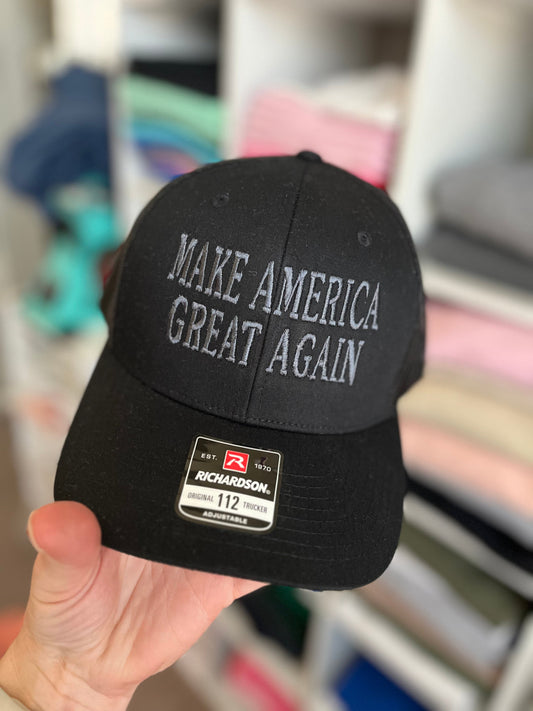 MAKE AMERICA
GREAT AGAIN
EST. R 1970
RICHARDSON®
ORIGINAL 112 TRUCKER
ADJUSTABLE